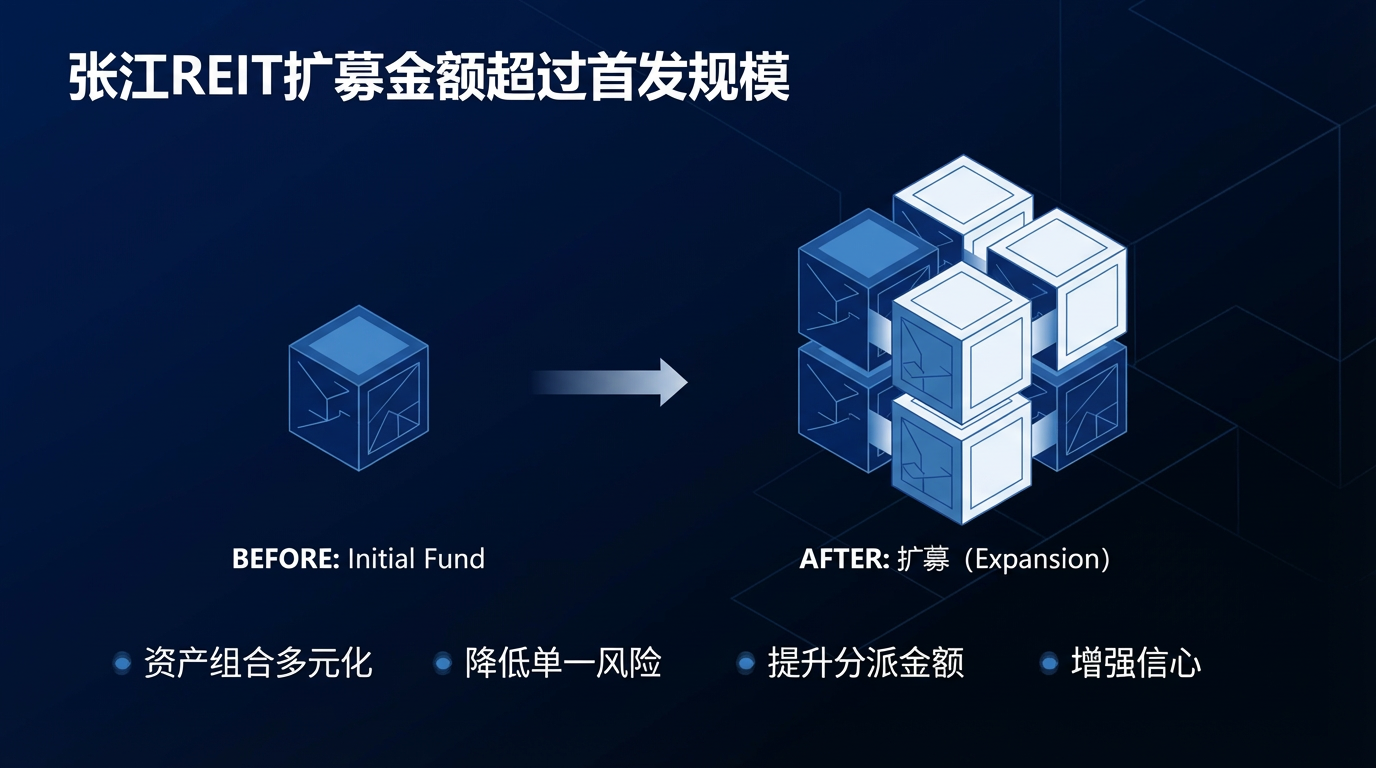 张江REIT扩募金额超过首发规模
BEFORE: Initial Fund
AFTER: 扩募（Expansion）
资产组合多元化
降低单一风险
提升分派金额
增强信心